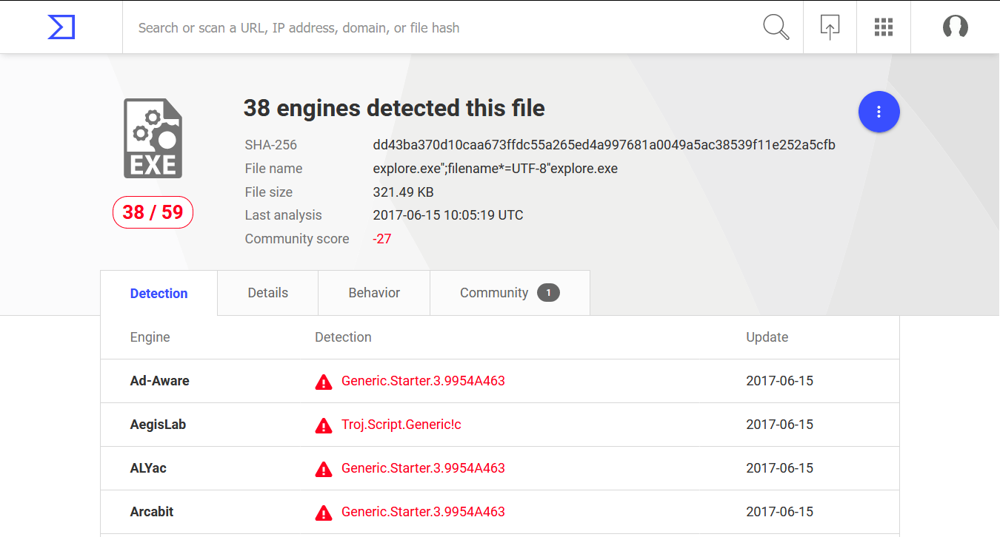 Search or scan a URL, IP address, domain, or file hash
38 engines detected this file
SHA-256 dd43ba370d10caa673ffdc55a265ed4a997681a0049a5ac38539f11e252a5cfb
File name explore.exe";filename*=UTF-8''explore.exe
File size 321.49 KB
Last analysis 2017-06-15 10:05:19 UTC
Community score -27
EXE
38 / 59
Detection Details Behavior Community 1
Engine Detection Update
Ad-Aware Generic.Starter.3.9954A463 2017-06-15
AegisLab Troj.Script.Generic!c 2017-06-15
ALYac Generic.Starter.3.9954A463 2017-06-15
Arcabit Generic.Starter.3.9954A463 2017-06-15